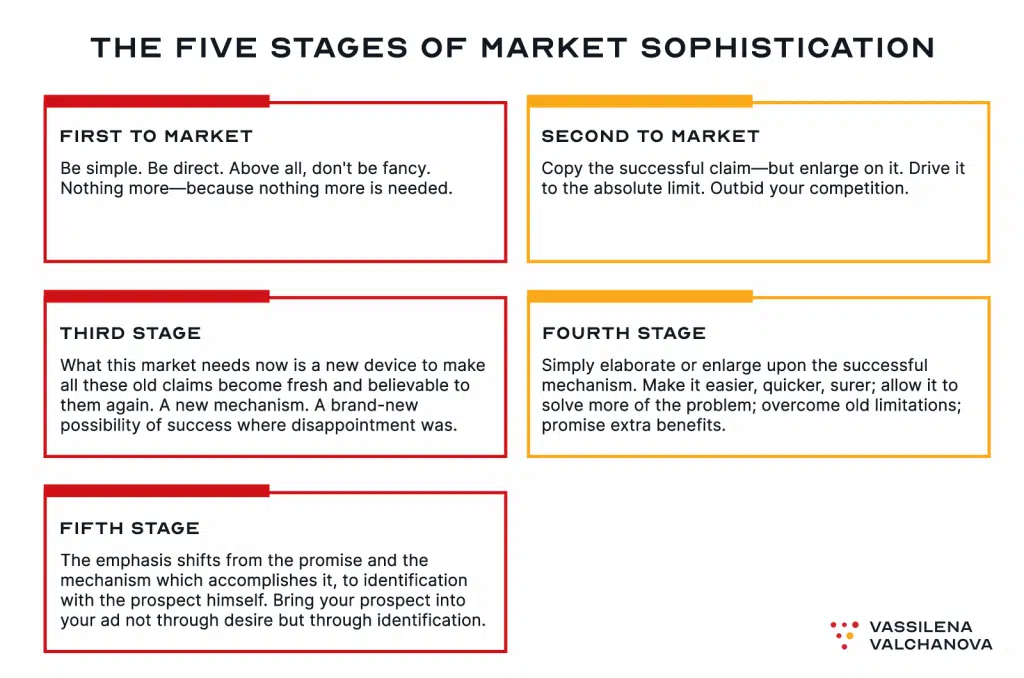 THE FIVE STAGES OF MARKET SOPHISTICATION
FIRST TO MARKET
Be simple. Be direct. Above all, don't be fancy.
Nothing more—because nothing more is needed.
SECOND TO MARKET
Copy the successful claim—but enlarge on it. Drive it
to the absolute limit. Outbid your competition.
THIRD STAGE
What this market needs now is a new device to make
all these old claims become fresh and believable to
them again. A new mechanism. A brand-new
possibility of success where disappointment was.
FOURTH STAGE
Simply elaborate or enlarge upon the successful
mechanism. Make it easier, quicker, surer; allow it to
solve more of the problem; overcome old limitations;
promise extra benefits.
FIFTH STAGE
The emphasis shifts from the promise and the
mechanism which accomplishes it, to identification
with the prospect himself. Bring your prospect into
your ad not through desire but through identification.
VASSILENA
VALCHANOVA